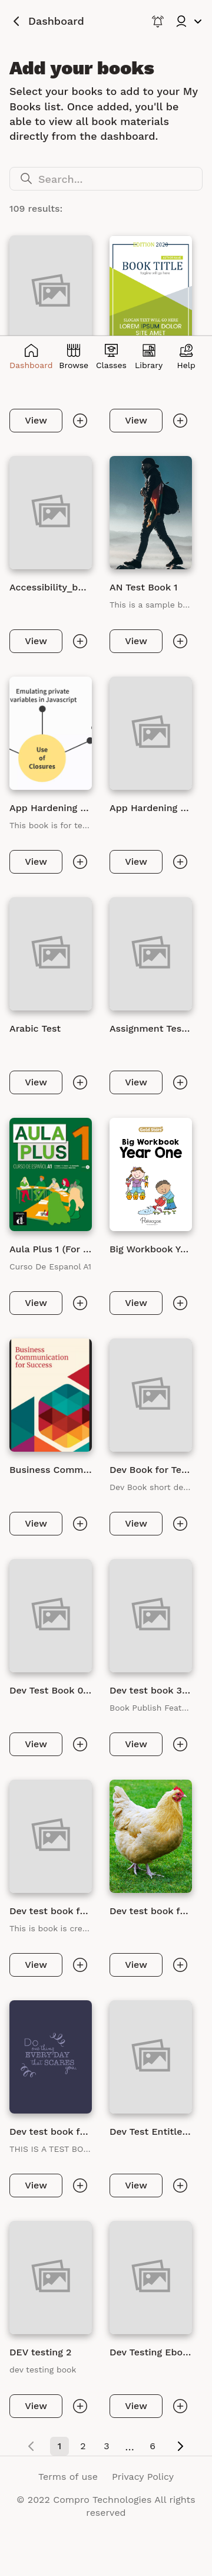 Dashboard
Add your books
Select your books to add to your My
Books list. Once added, you'll be
able to view all book materials
directly from the dashboard.
Search...
109 results:
EDITION 2020
BOOK TITLE
LOREM IPSUM DOLOR
SIT AMET
Dashboard Browse Classes Library Help
View View
Accessibility_b... AN Test Book 1
This is a sample b...
View View
Emulating private
variables in Javascript
Use
of
Closures
App Hardening ... App Hardening ...
This book is for te...
View View
Arabic Test Assignment Tes...
View View
AULA
PLUS 1
CURSO DE ESPAÑOL A1
Big Workbook
Year One
Aula Plus 1 (For ... Big Workbook Y...
Curso De Espanol A1
View View
Business
Communication
for Success
Business Comm... Dev Book for Te...
Dev Book short de...
View View
Dev Test Book 0... Dev test book 3...
Book Publish Feat...
View View
Dev test book f... Dev test book f...
This is book is cre...
View View
Do one
thing
EVERY DAY
that SCARES
you.
Dev test book f... Dev Test Entitle...
THIS IS A TEST BO...
View View
DEV testing 2 Dev Testing Ebo...
dev testing book
View View
1 2 3 ... 6
Terms of use Privacy Policy
© 2022 Compro Technologies All rights
reserved